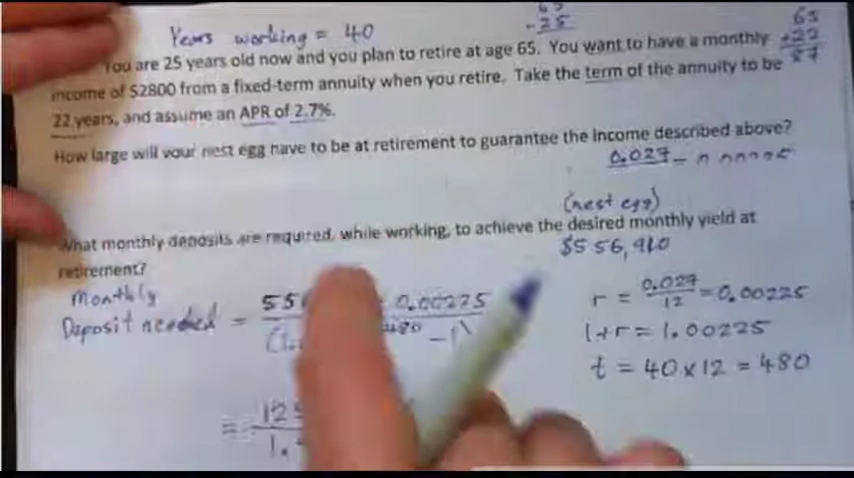 Years working = 40
65
- 25
65
+ 22
87
You are 25 years old now and you plan to retire at age 65. You want to have a monthly
income of $2800 from a fixed-term annuity when you retire. Take the term of the annuity to be
22 years, and assume an APR of 2.7%.
How large will your nest egg have to be at retirement to guarantee the income described above?
0.027
(nest egg)
What monthly deposits are required, while working, to achieve the desired monthly yield at
$556,910
retirement?
Monthly
Deposit needed = 0.00225
480 - 1)
r = 0.027/12 = 0.00225
1+r = 1.00225
t = 40 x 12 = 480
=